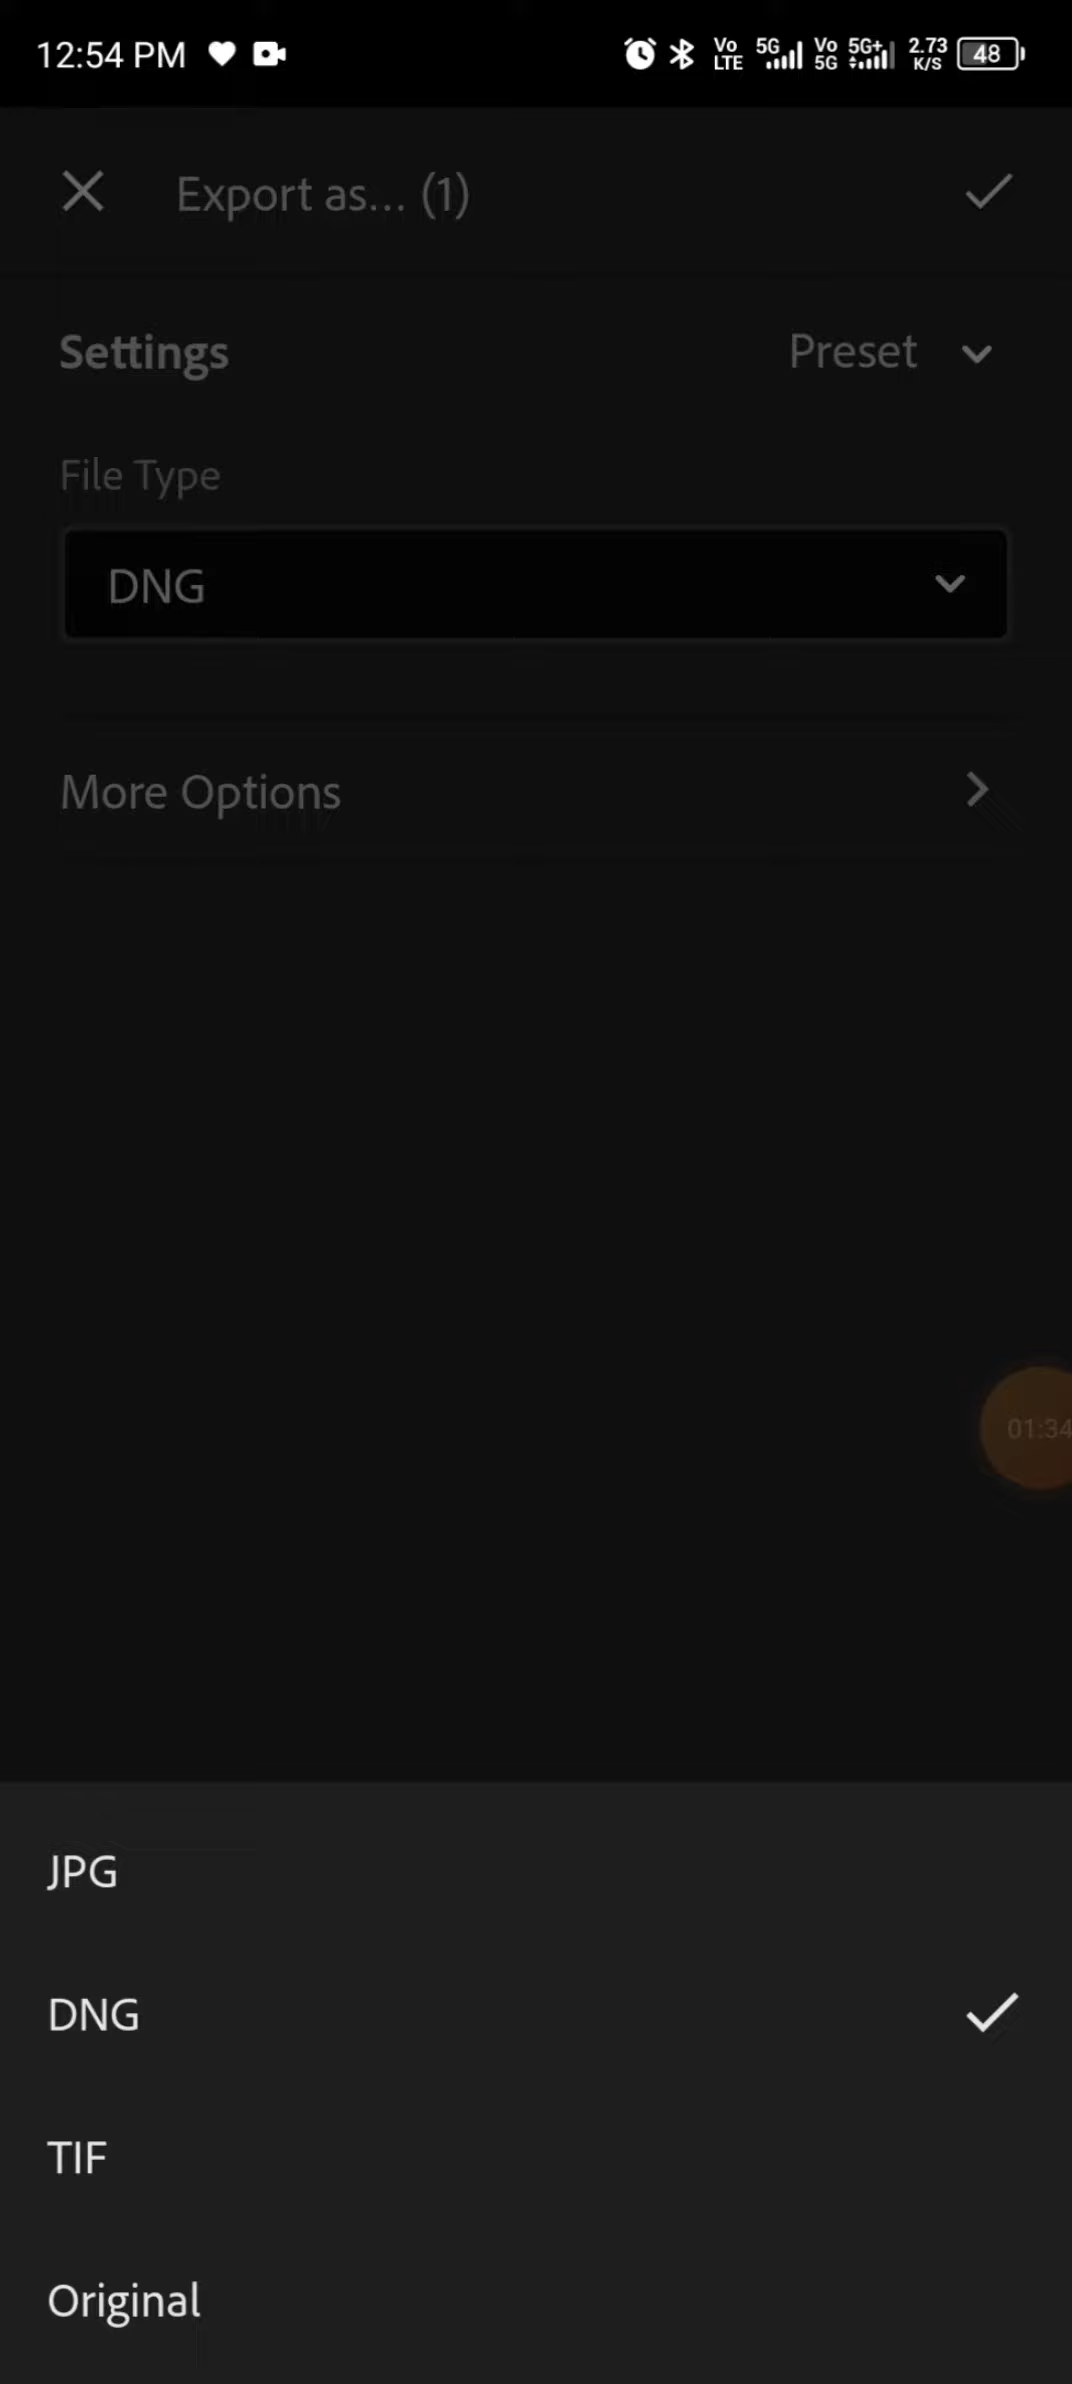 12:54 PM Vo LTE 5G Vo 5G 5G+ 2.73 K/S 48
Export as... (1)
Settings Preset
File Type
DNG
More Options
01:34
JPG
DNG
TIF
Original